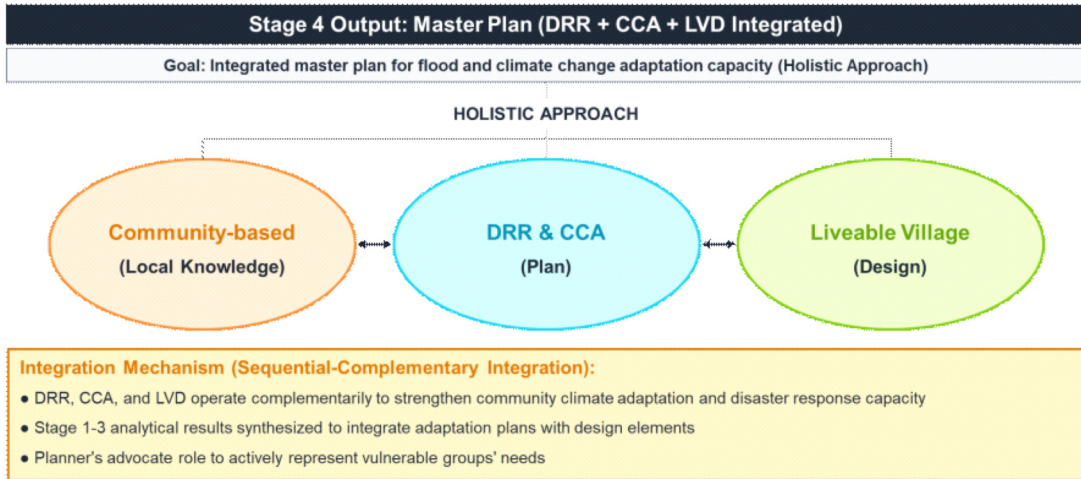 Stage 4 Output: Master Plan (DRR + CCA + LVD Integrated)
Goal: Integrated master plan for flood and climate change adaptation capacity (Holistic Approach)
HOLISTIC APPROACH
Community-based
(Local Knowledge)
DRR & CCA
(Plan)
Liveable Village
(Design)
Integration Mechanism (Sequential-Complementary Integration):
● DRR, CCA, and LVD operate complementarily to strengthen community climate adaptation and disaster response capacity
● Stage 1-3 analytical results synthesized to integrate adaptation plans with design elements
● Planner's advocate role to actively represent vulnerable groups' needs